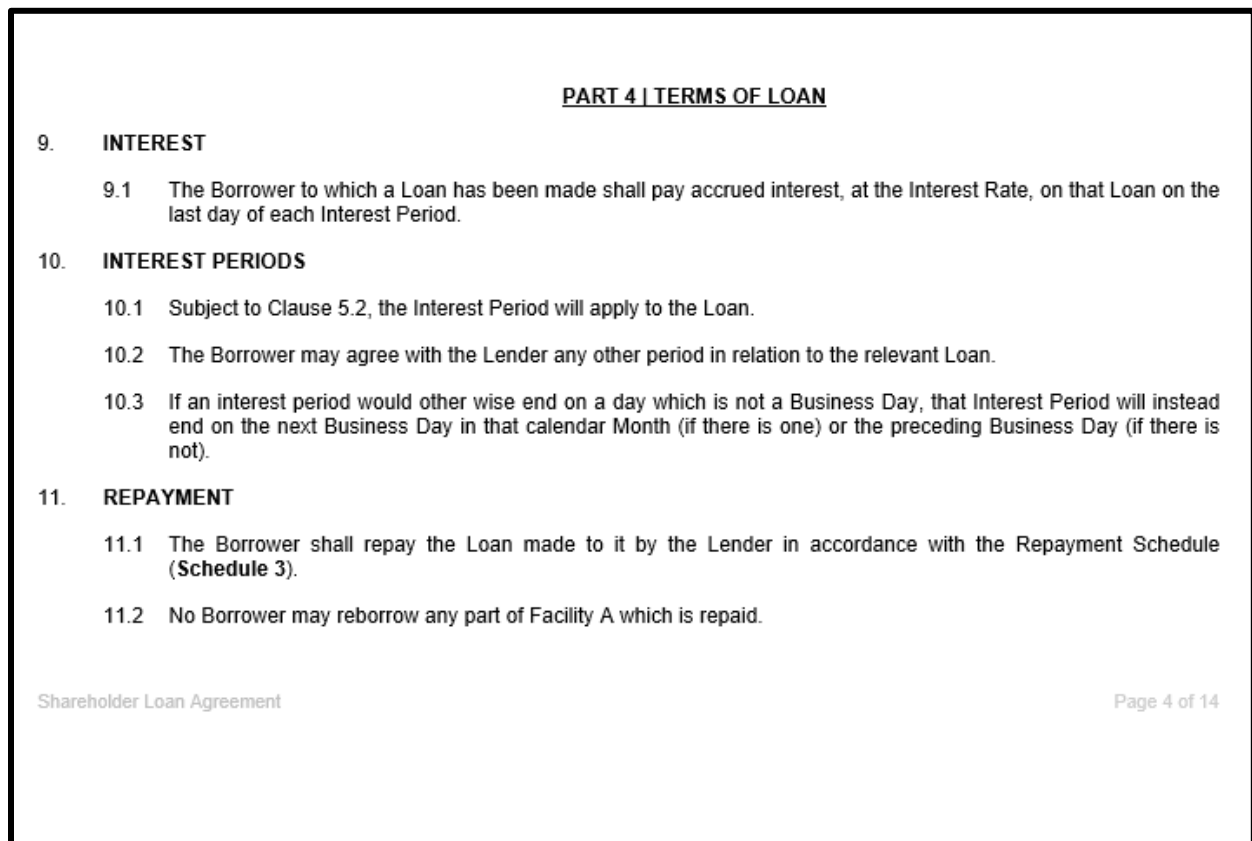 PART 4 | TERMS OF LOAN
9. INTEREST
9.1 The Borrower to which a Loan has been made shall pay accrued interest, at the Interest Rate, on that Loan on the
last day of each Interest Period.
10. INTEREST PERIODS
10.1 Subject to Clause 5.2, the Interest Period will apply to the Loan.
10.2 The Borrower may agree with the Lender any other period in relation to the relevant Loan.
10.3 If an interest period would other wise end on a day which is not a Business Day, that Interest Period will instead
end on the next Business Day in that calendar Month (if there is one) or the preceding Business Day (if there is
not).
11. REPAYMENT
11.1 The Borrower shall repay the Loan made to it by the Lender in accordance with the Repayment Schedule
(Schedule 3).
11.2 No Borrower may reborrow any part of Facility A which is repaid.
Shareholder Loan Agreement Page 4 of 14